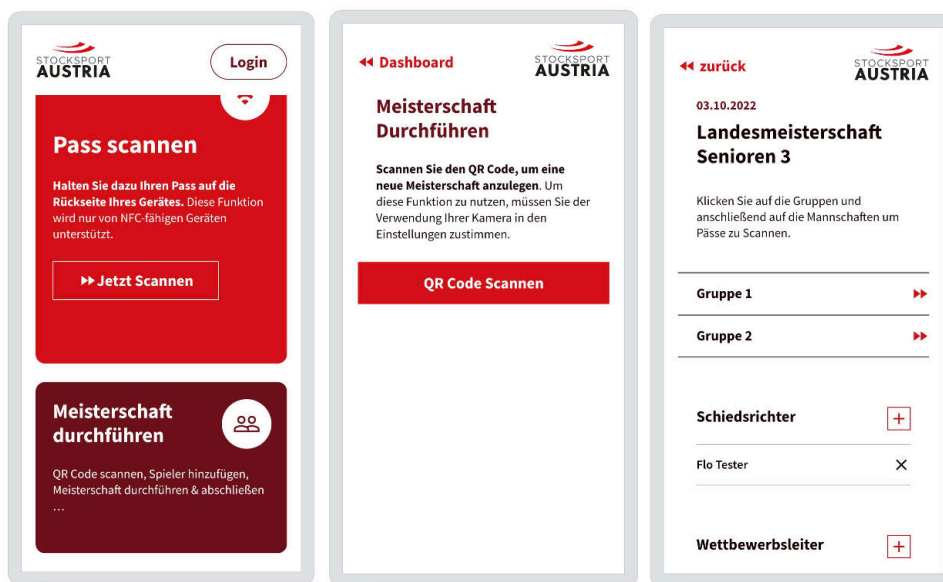 STOCKSPORT
AUSTRIA
Login
Pass scannen
Halten Sie dazu Ihren Pass auf die
Rückseite Ihres Gerätes. Diese Funktion
wird nur von NFC-fähigen Geräten
unterstützt.
Jetzt Scannen
Meisterschaft
durchführen
QR Code scannen, Spieler hinzufügen,
Meisterschaft durchführen & abschließen
...
Dashboard
STOCKSPORT
AUSTRIA
Meisterschaft
Durchführen
Scannen Sie den QR Code, um eine
neue Meisterschaft anzulegen. Um
diese Funktion zu nutzen, müssen Sie der
Verwendung Ihrer Kamera in den
Einstellungen zustimmen.
QR Code Scannen
zurück
STOCKSPORT
AUSTRIA
03.10.2022
Landesmeisterschaft
Senioren 3
Klicken Sie auf die Gruppen und
anschließend auf die Mannschaften um
Pässe zu Scannen.
Gruppe 1
Gruppe 2
Schiedsrichter
Flo Tester
Wettbewerbsleiter